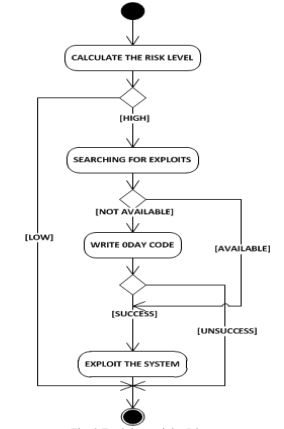 CALCULATE THE RISK LEVEL
[HIGH]
SEARCHING FOR EXPLOITS
[NOT AVAILABLE]
[LOW]
WRITE 0DAY CODE
[AVAILABLE]
[SUCCESS]
[UNSUCCESS]
EXPLOIT THE SYSTEM